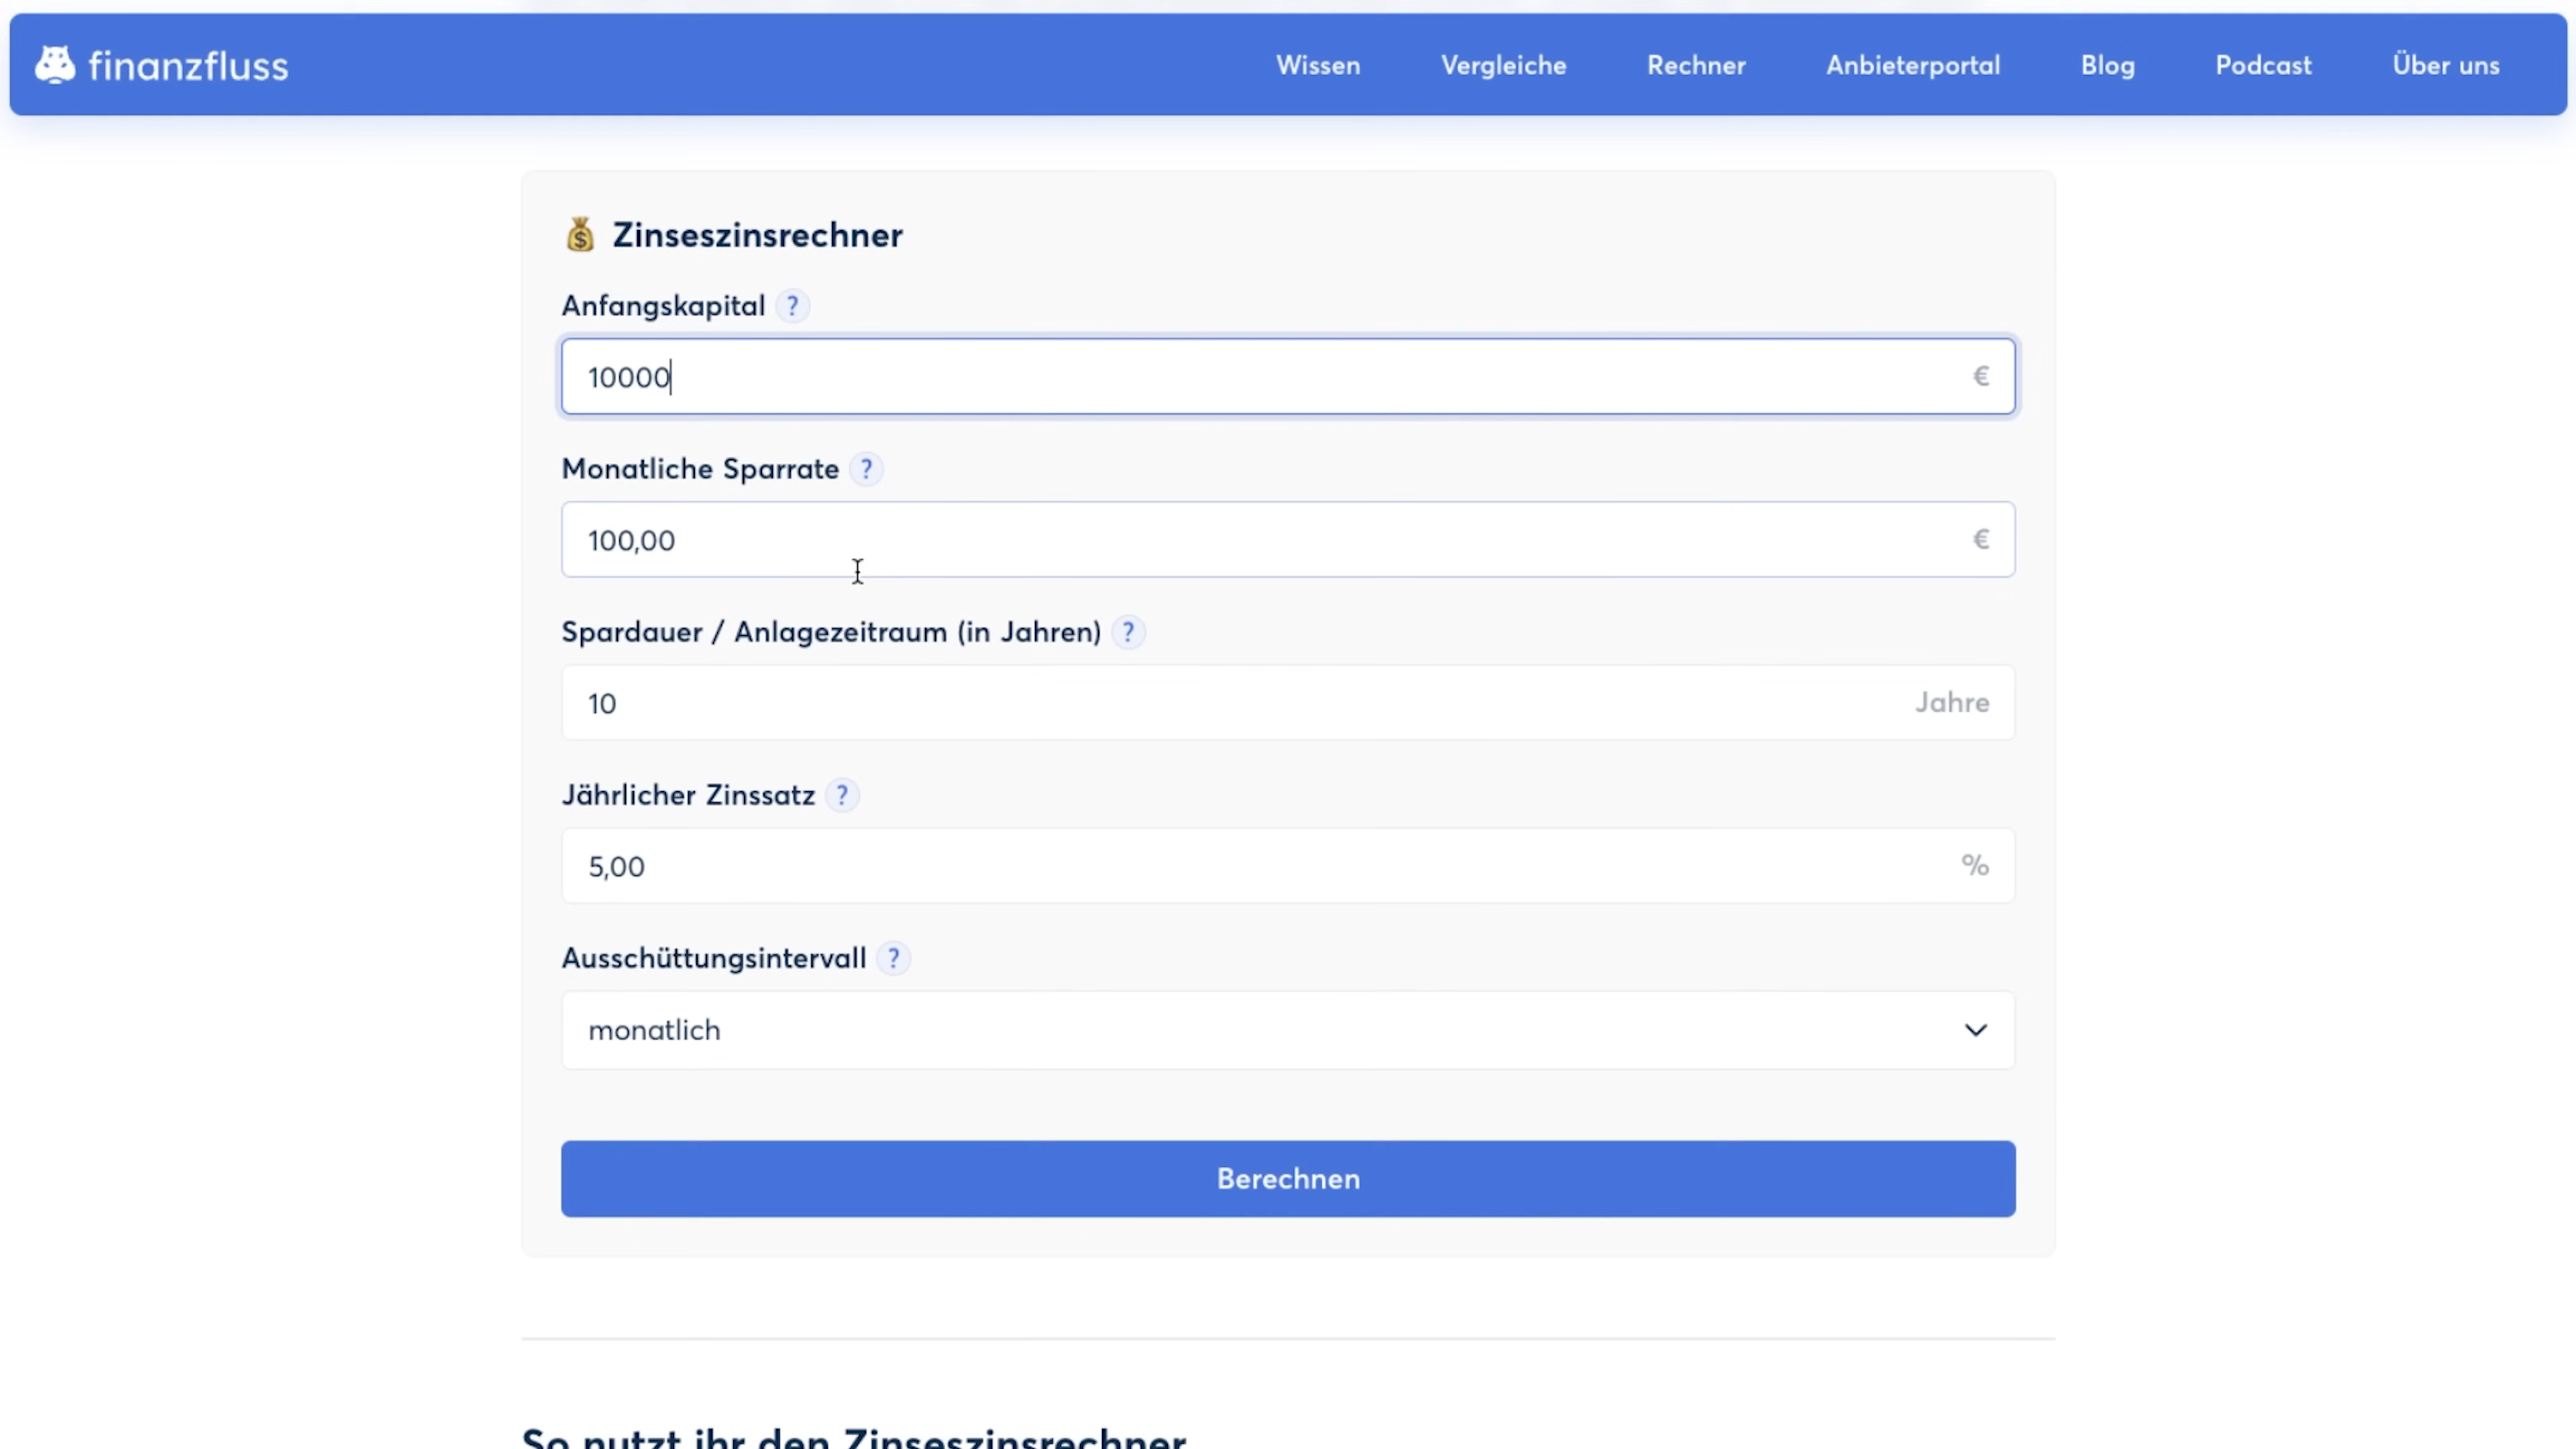 finanzfluss
Wissen Vergleiche Rechner Anbieterportal Blog Podcast Über uns
Zinseszinsrechner
Anfangskapital ?
10000 €
Monatliche Sparrate ?
100,00 €
Spardauer / Anlagezeitraum (in Jahren) ?
10 Jahre
Jährlicher Zinssatz ?
5,00 %
Ausschüttungsintervall ?
monatlich
Berechnen
So nutzt ihr den Zinseszinsrechner